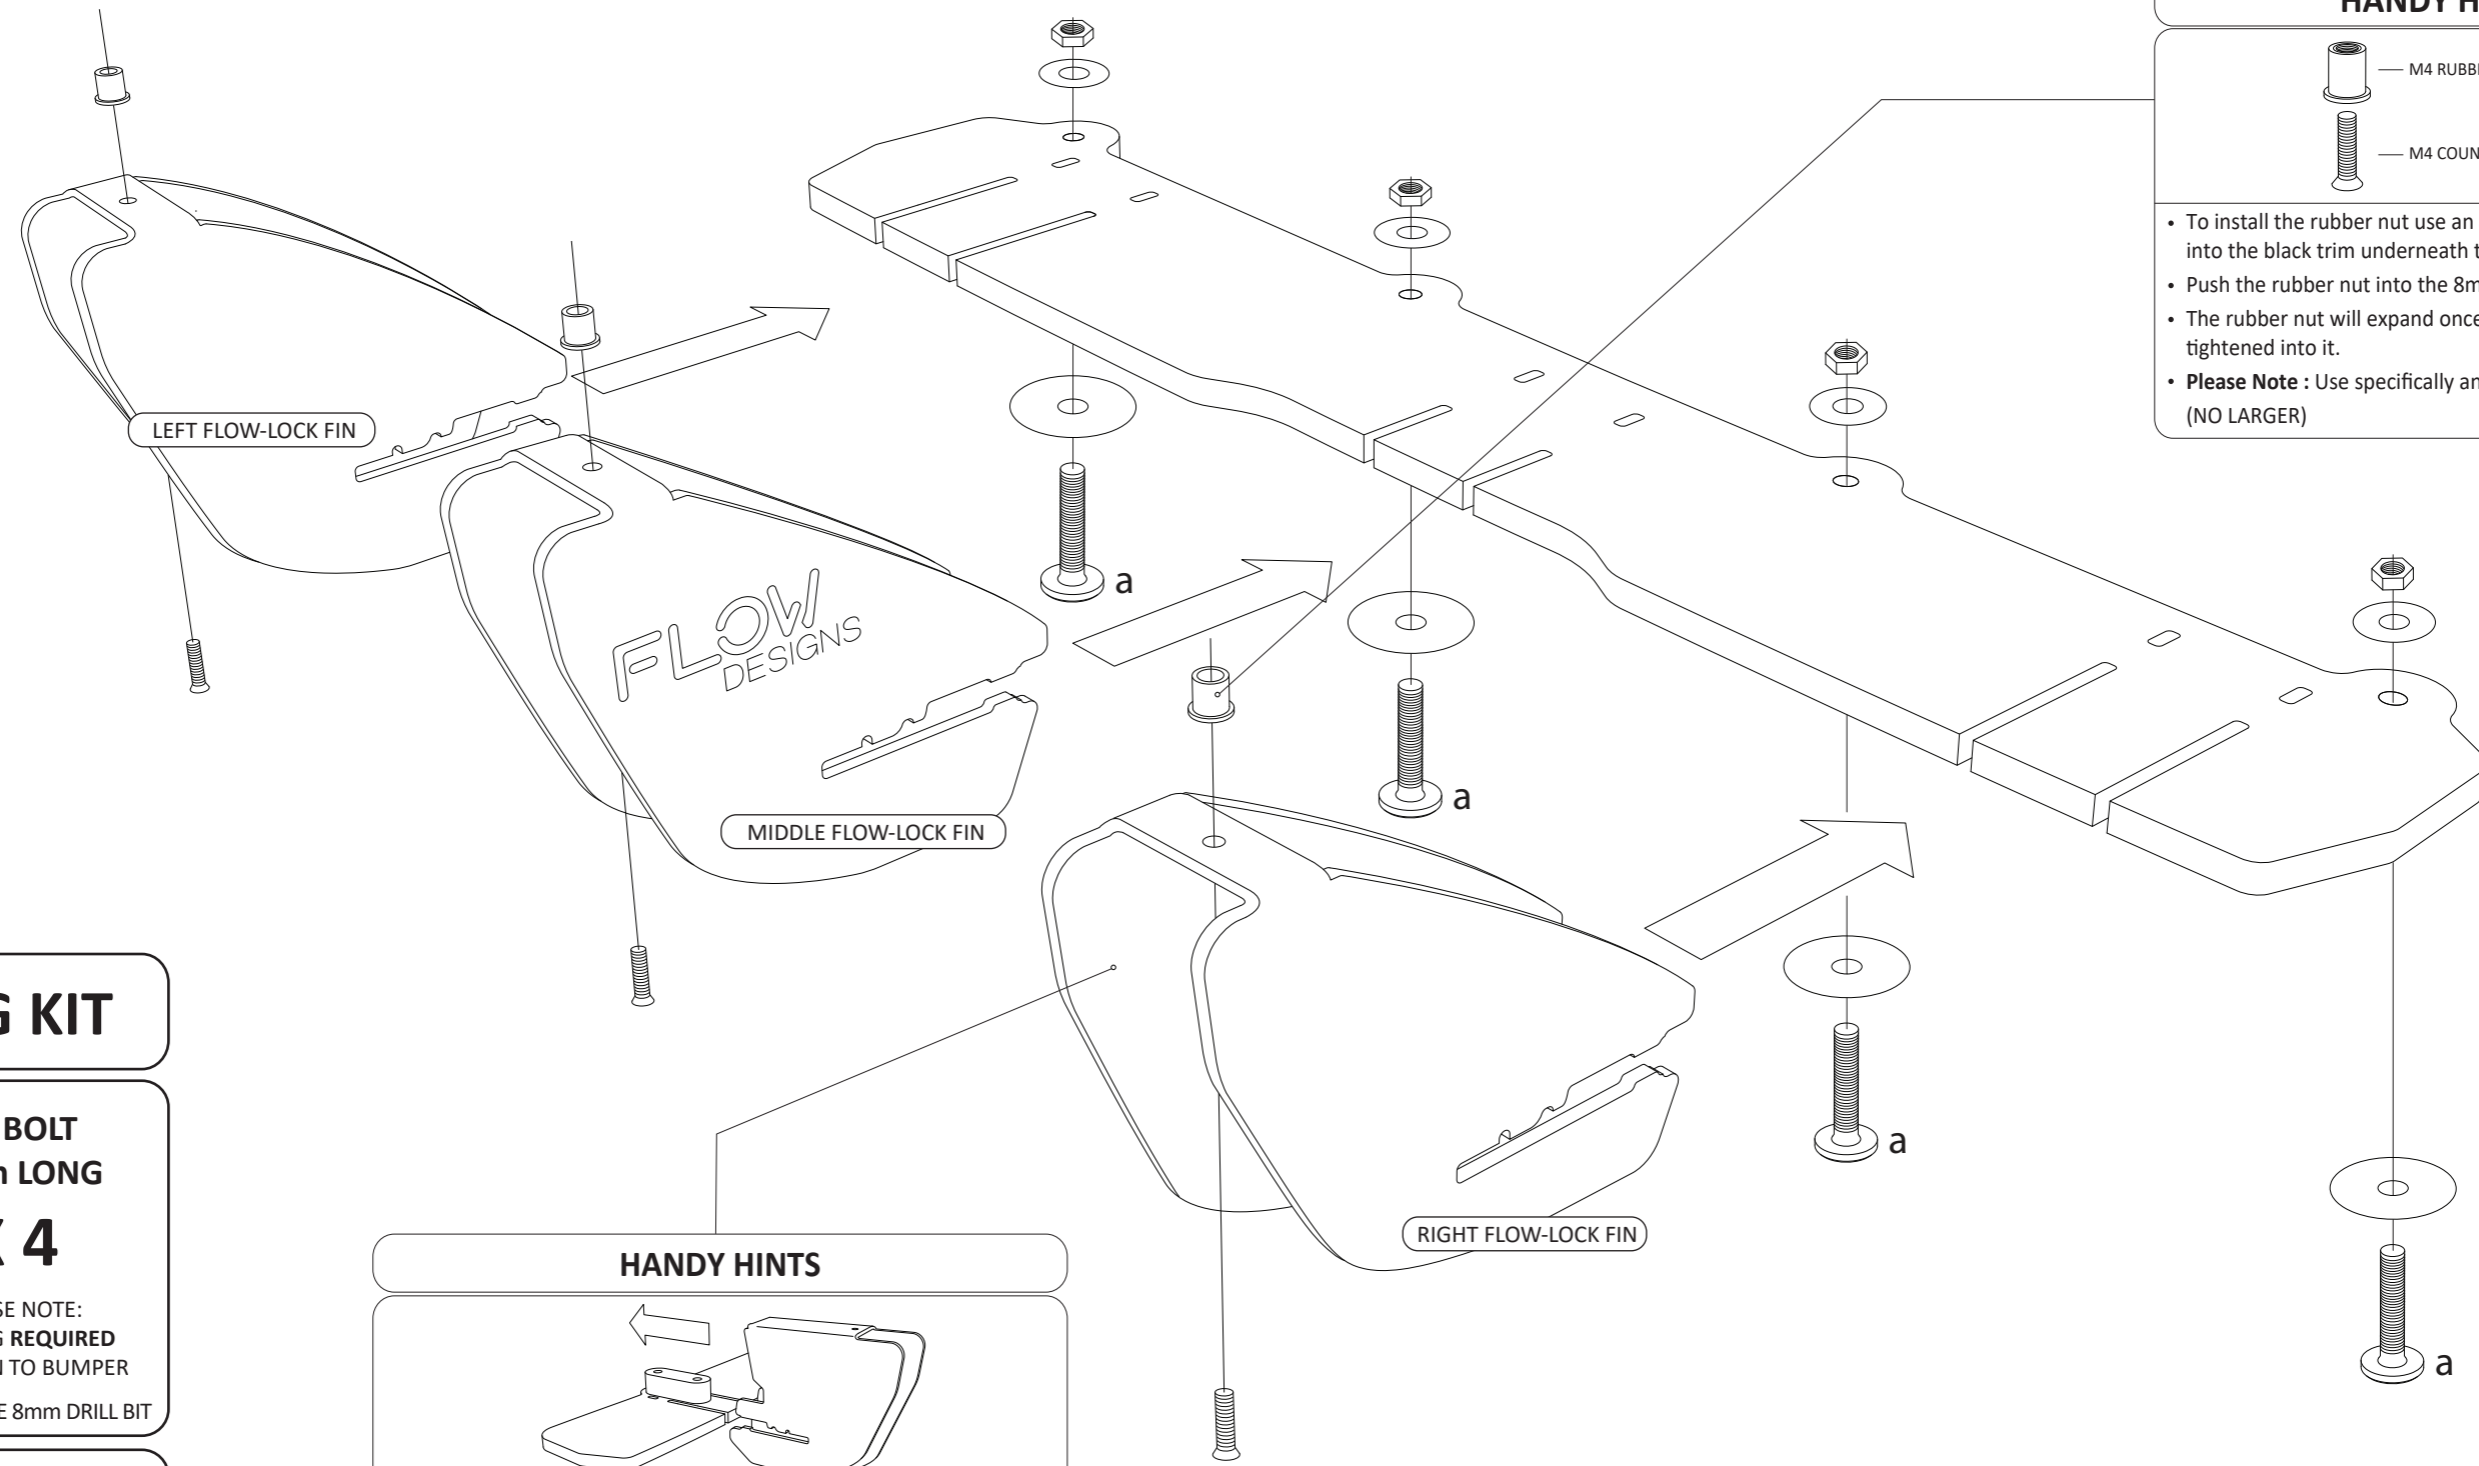 HANDY H
M4 RUBB
M4 COUN
• To install the rubber nut use an
into the black trim underneath t
• Push the rubber nut into the 8m
• The rubber nut will expand once
tightened into it.
• Please Note : Use specifically an
(NO LARGER)
LEFT FLOW-LOCK FIN
a
FLOW
DESIGNS
a
MIDDLE FLOW-LOCK FIN
a
RIGHT FLOW-LOCK FIN
a
G KIT
BOLT
LONG
X 4
SE NOTE:
G REQUIRED
N TO BUMPER
E 8mm DRILL BIT
HANDY HINTS